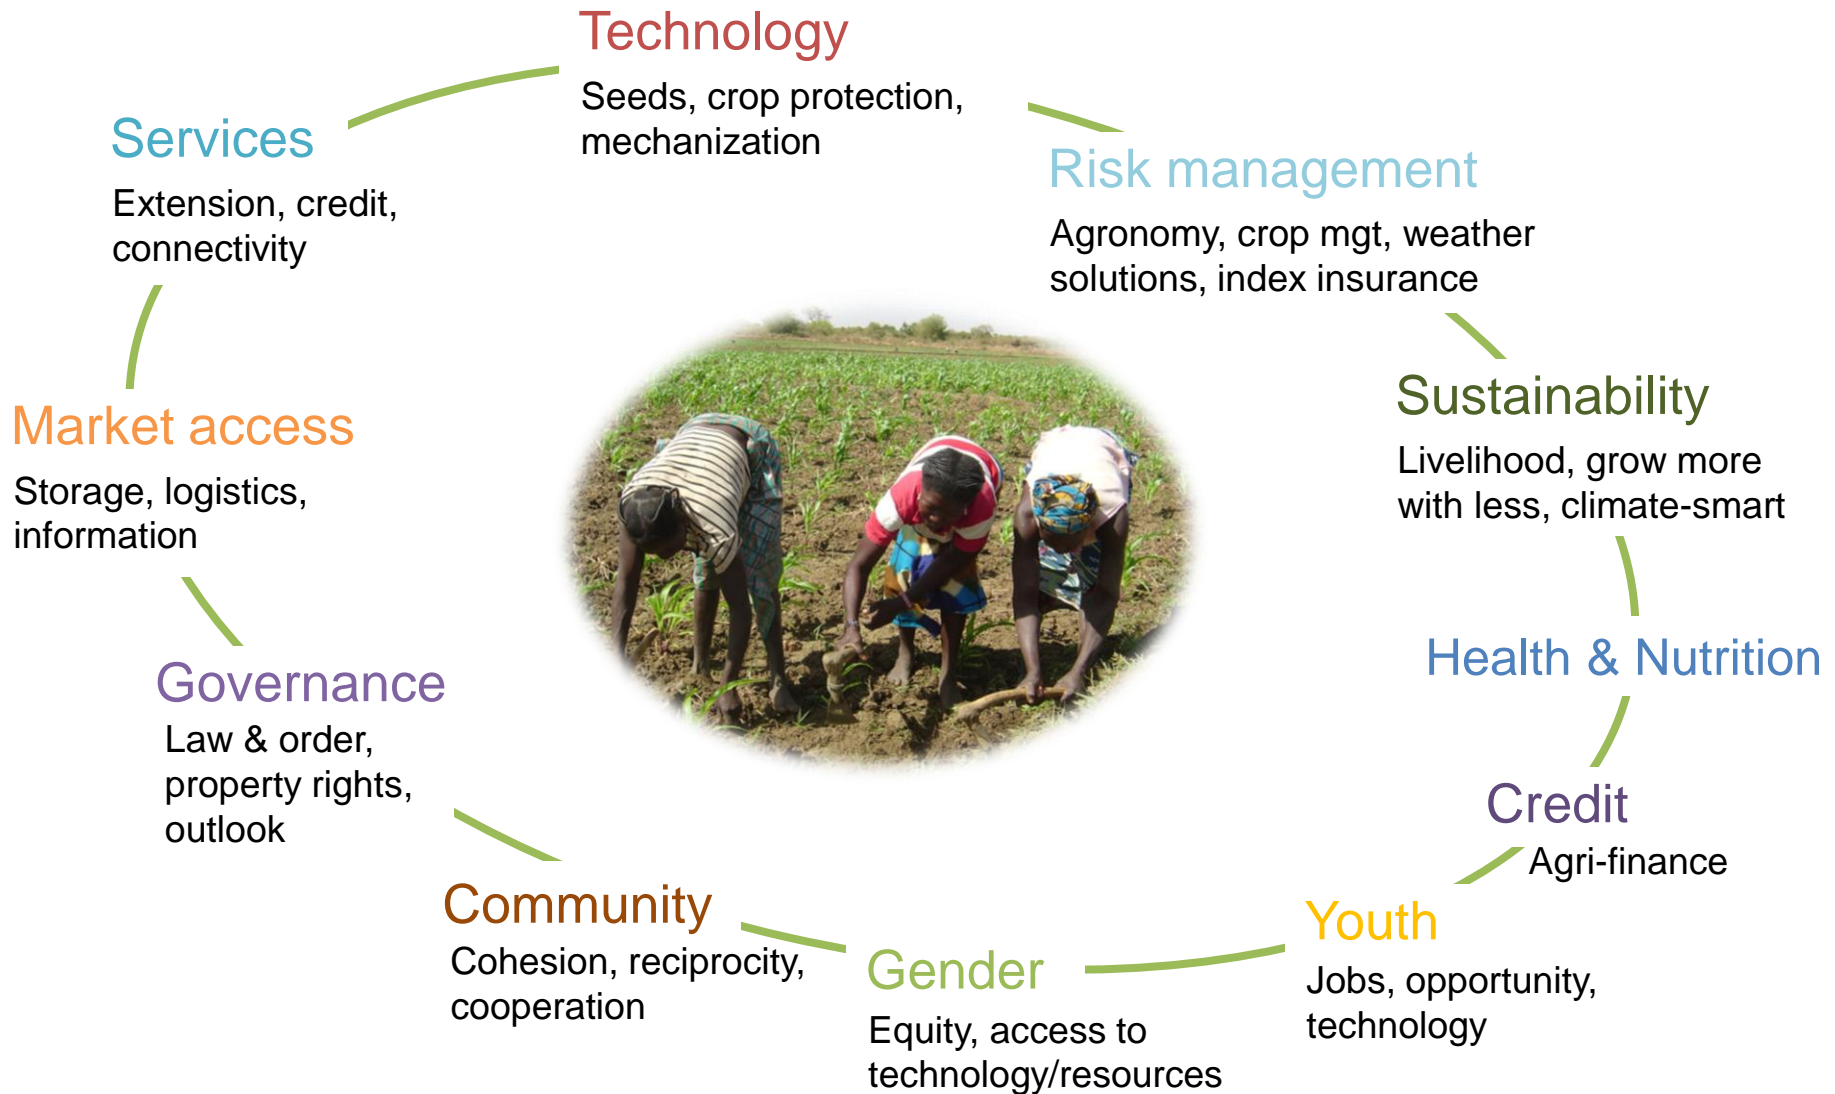 Technology
Seeds, crop protection,
mechanization
Risk management
Agronomy, crop mgt, weather
solutions, index insurance
Sustainability
Livelihood, grow more
with less, climate-smart
Health & Nutrition
Credit
Agri-finance
Youth
Jobs, opportunity,
technology
Gender
Equity, access to
technology/resources
Community
Cohesion, reciprocity,
cooperation
Governance
Law & order,
property rights,
outlook
Market access
Storage, logistics,
information
Services
Extension, credit,
connectivity